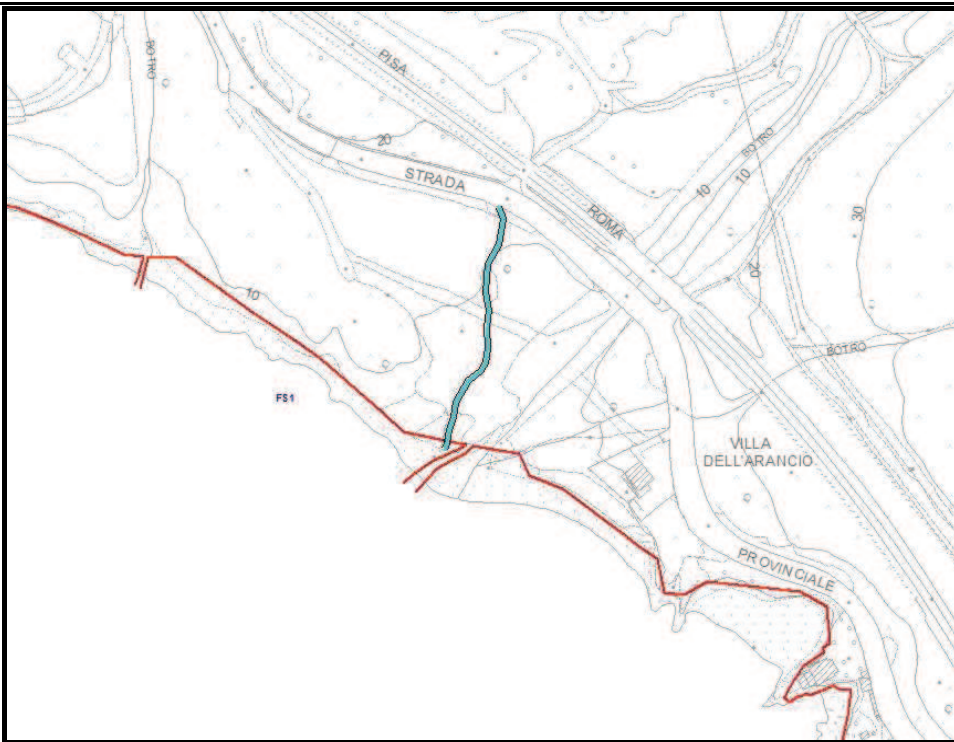 BOTRO
PISA
20
STRADA
ROMA
BOTRO
10
10
30
20
10
BOTRO
FS1
VILLA
DELL'ARANCIO
PROVINCIALE